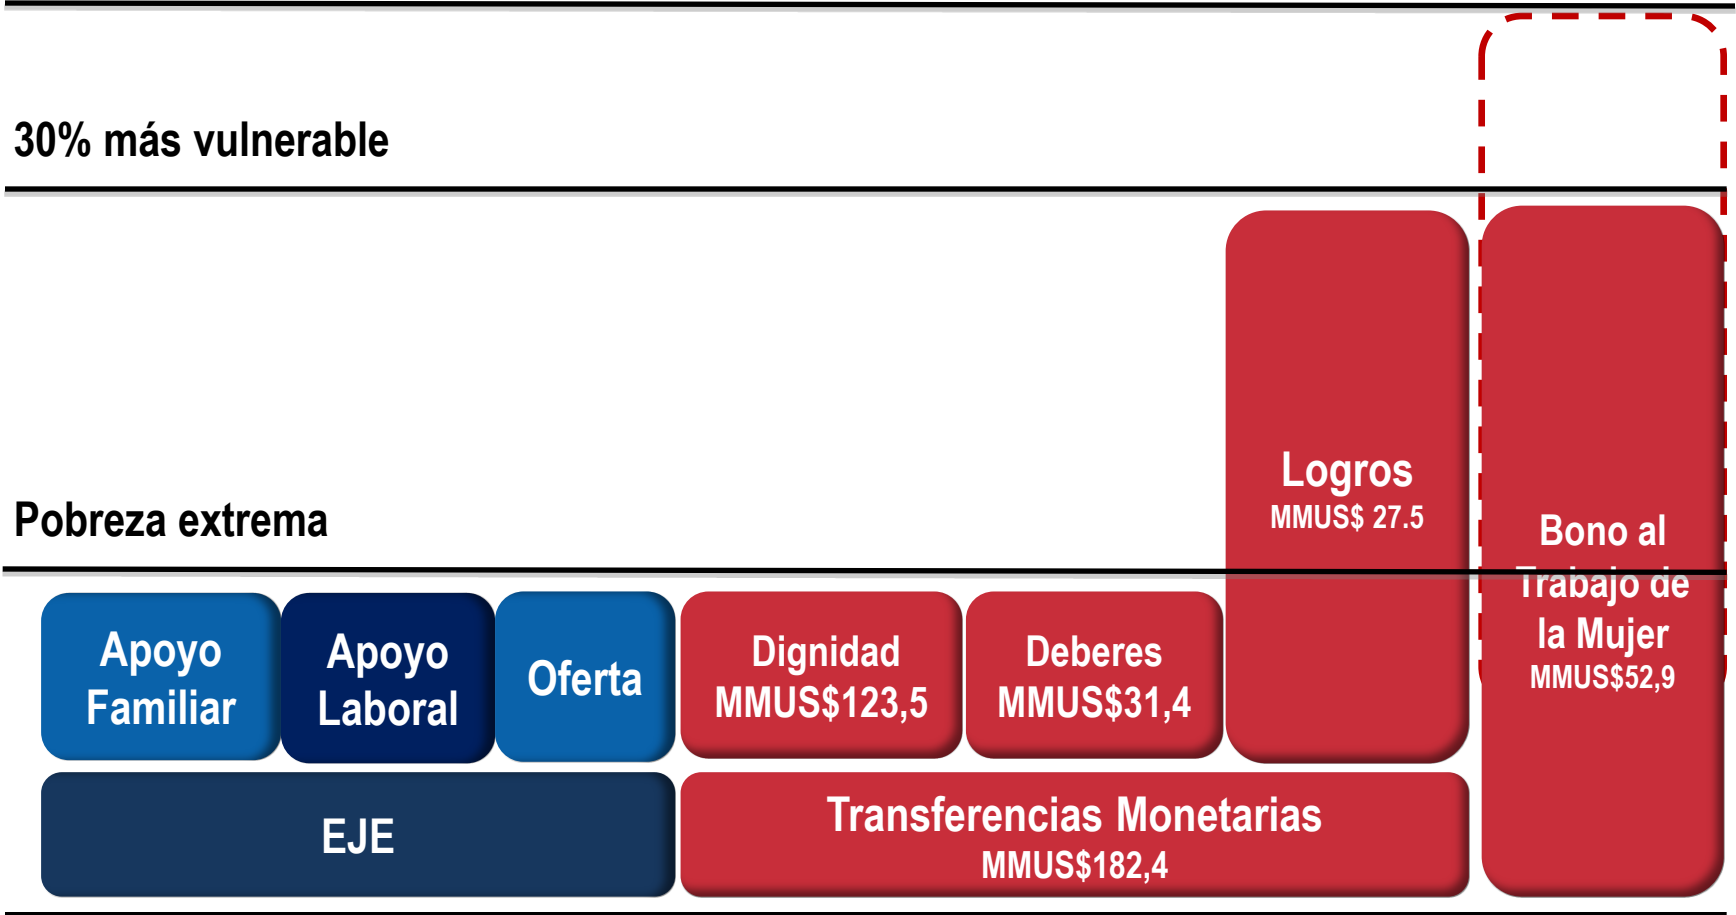 30% más vulnerable
Pobreza extrema
Logros
MMUS$ 27.5
Bono al
Trabajo de
la Mujer
MMUS$52,9
Apoyo
Familiar
Apoyo
Laboral
Oferta
Dignidad
MMUS$123,5
Deberes
MMUS$31,4
EJE
Transferencias Monetarias
MMUS$182,4